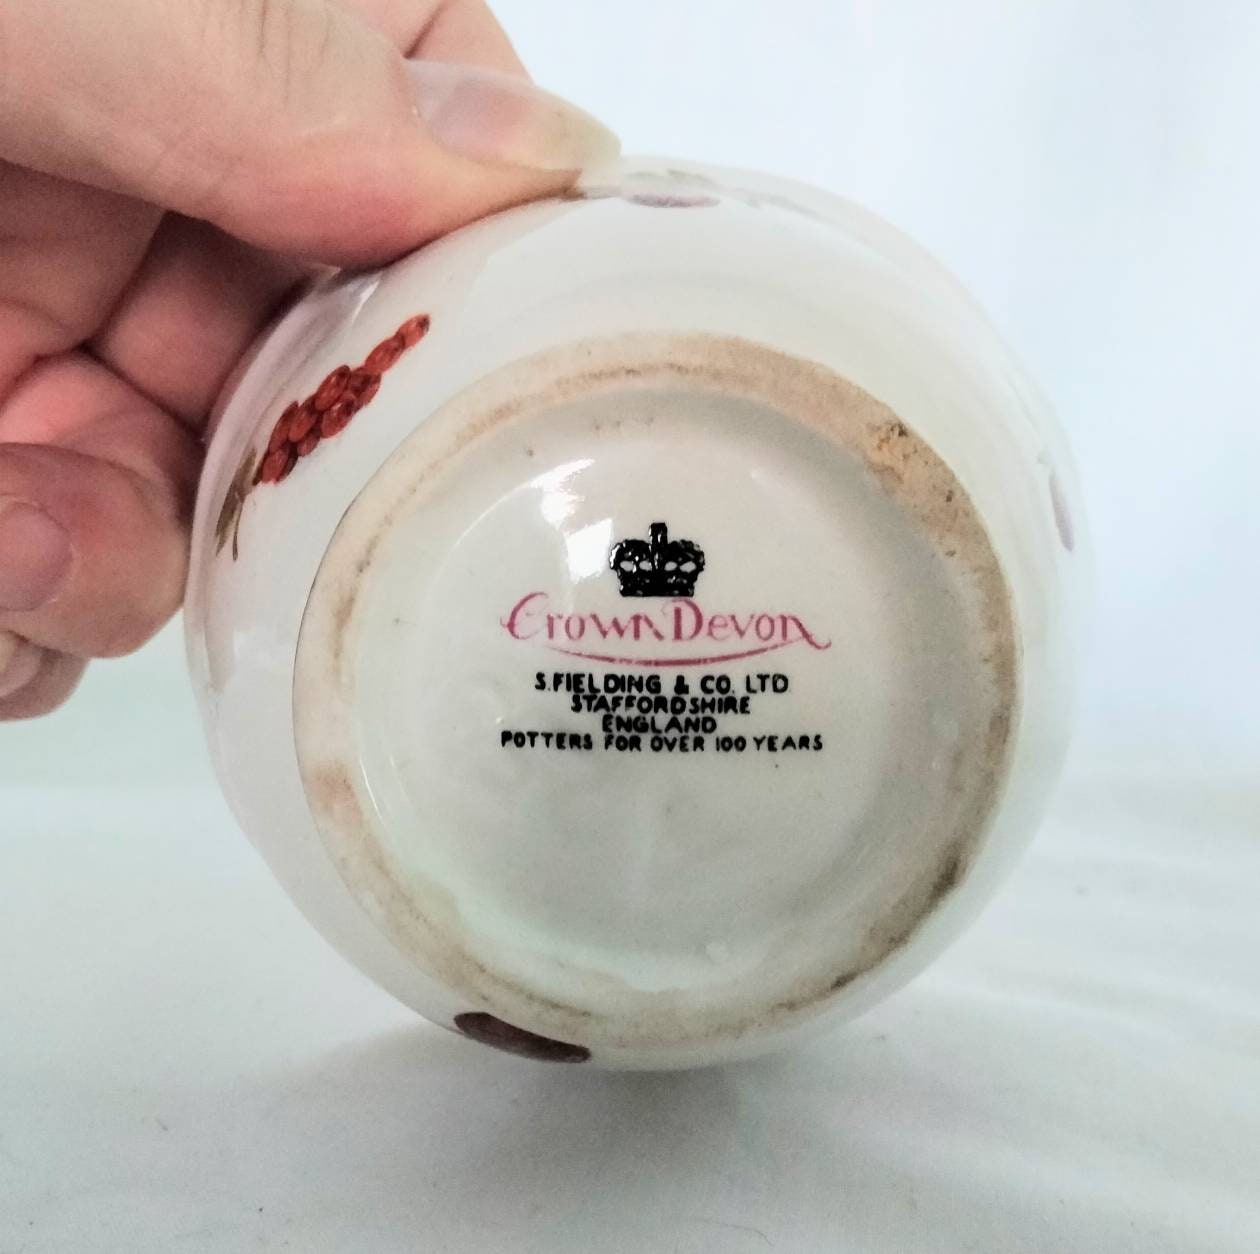 Crown Devon
S.FIELDING & CO. LTD
STAFFORDSHIRE
ENGLAND
POTTERS FOR OVER 100 YEARS